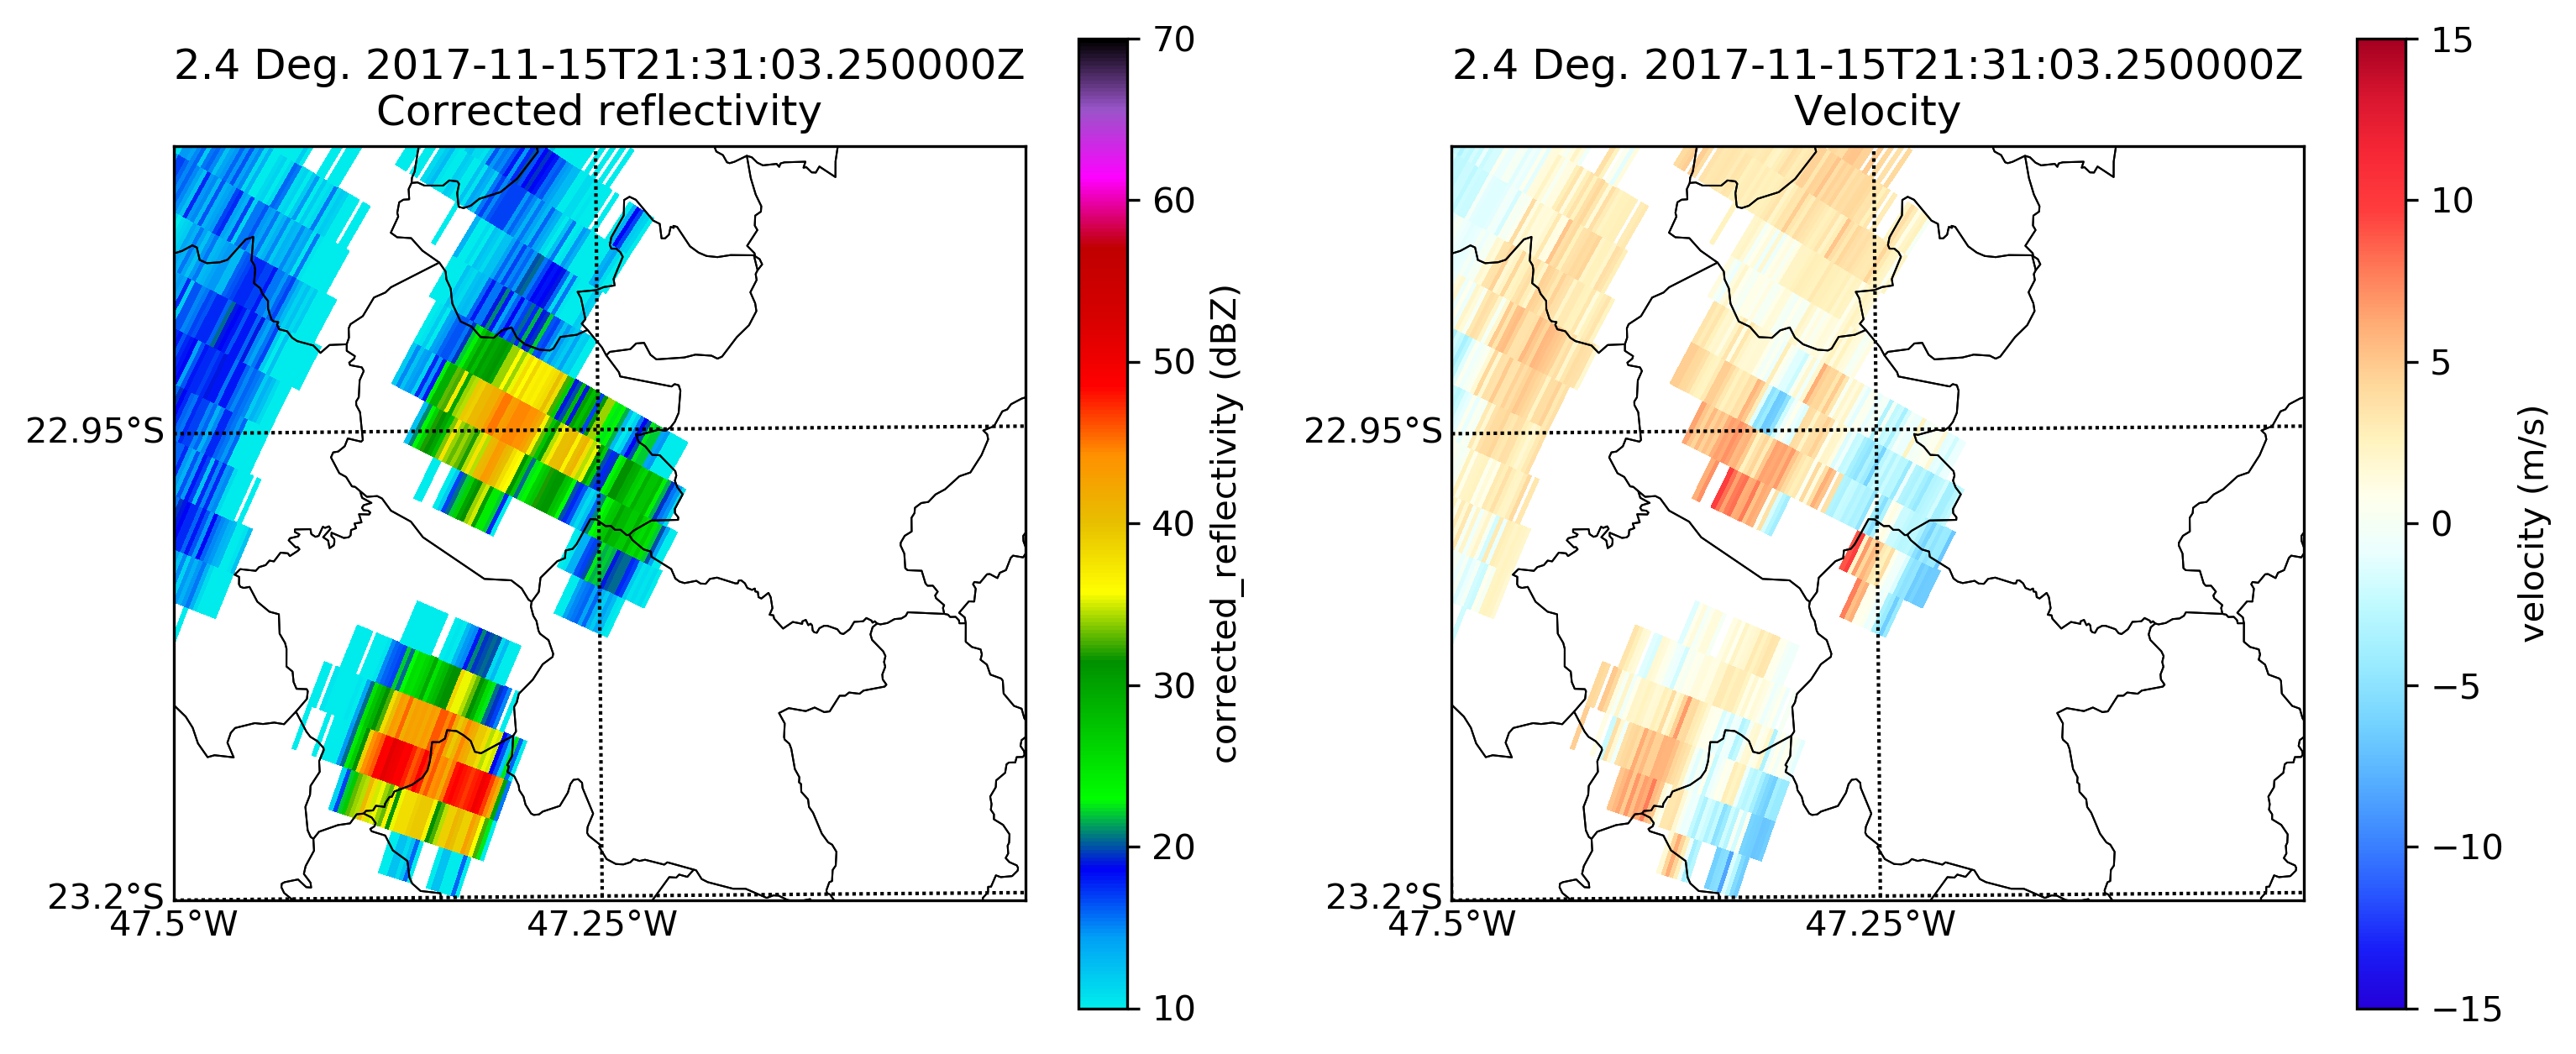 2.4 Deg. 2017-11-15T21:31:03.250000Z
Corrected reflectivity
22.95°S
23.2°S
47.5°W
47.25°W
70
60
50
40
30
20
10
corrected_reflectivity (dBZ)
2.4 Deg. 2017-11-15T21:31:03.250000Z
Velocity
22.95°S
23.2°S
47.5°W
47.25°W
15
10
5
0
−5
−10
−15
velocity (m/s)